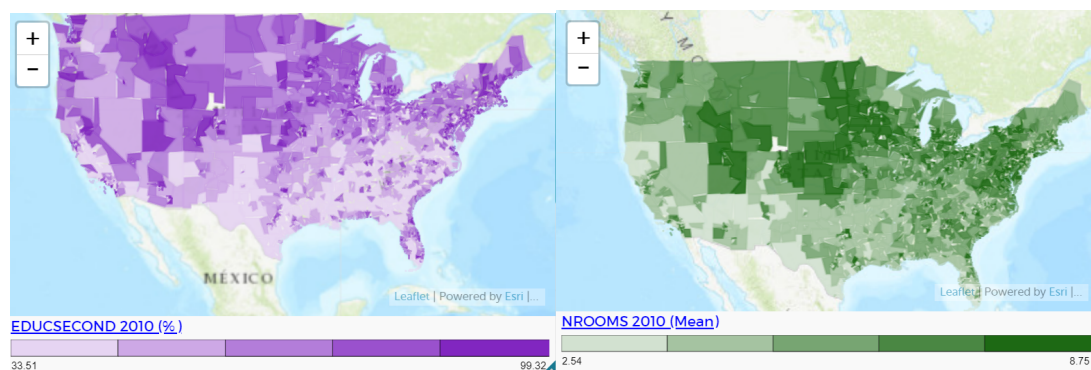 +
−
MÉXICO
Leaflet | Powered by Esri |...
EDUCSECOND 2010 (%)
33.51 99.32
+
−
Leaflet | Powered by Esri |...
NROOMS 2010 (Mean)
2.54 8.75